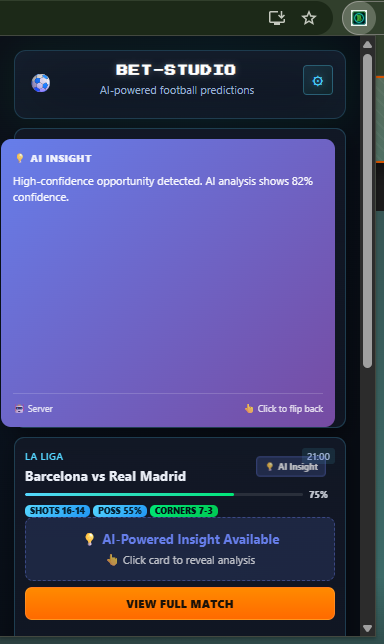 BET-STUDIO
AI-powered football predictions
AI INSIGHT
High-confidence opportunity detected. AI analysis shows 82%
confidence.
Server
Click to flip back
LA LIGA
21:00
AI Insight
Barcelona vs Real Madrid
75%
SHOTS 16-14 POSS 55% CORNERS 7-3
AI-Powered Insight Available
Click card to reveal analysis
VIEW FULL MATCH